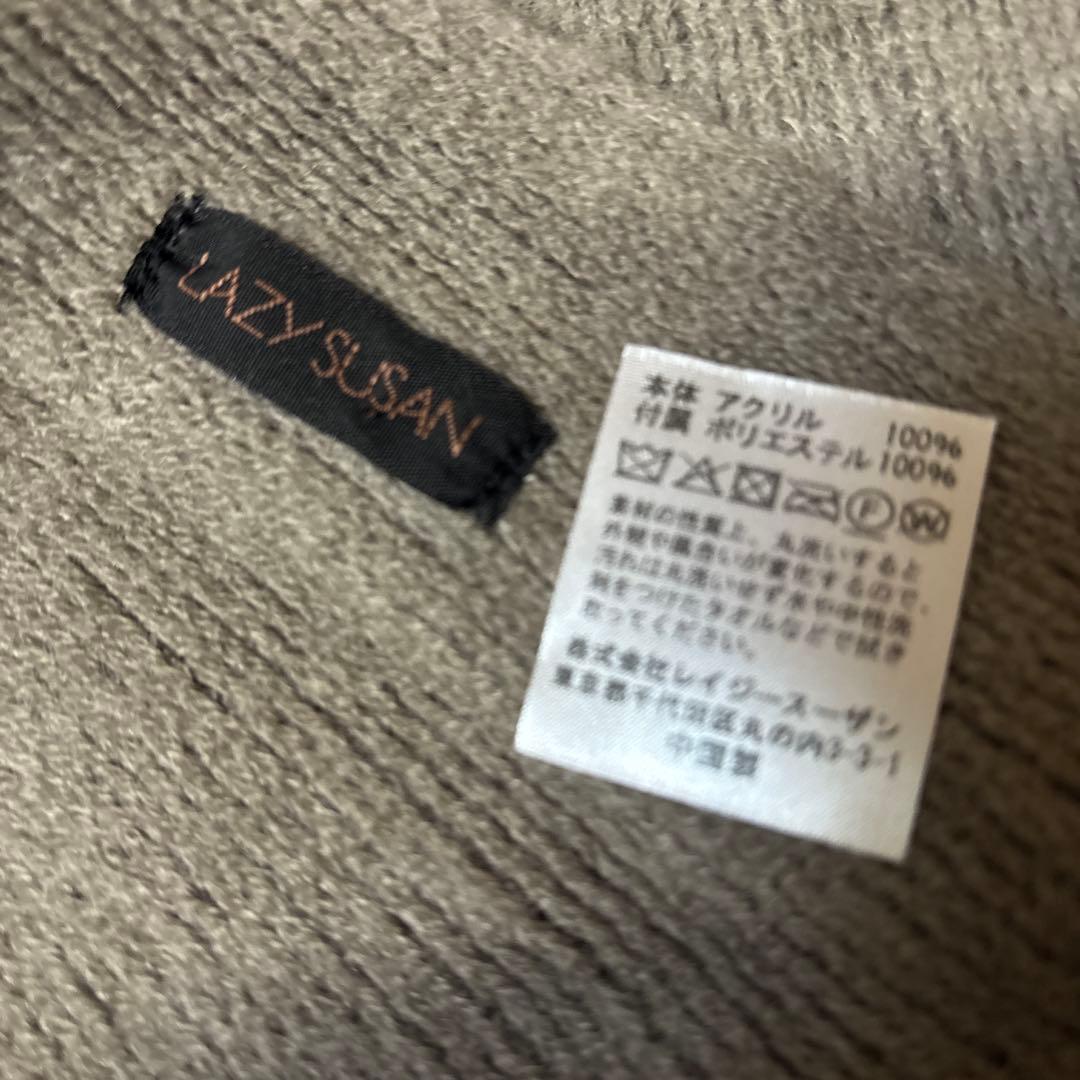 LAZY SUSAN
本体 アクリル 100%
付属 ポリエステル 100%
F W
素材の性質上、丸洗いすると
外観や風合いが変化するので、
汚れは丸洗いせず水や中性洗
剤をつけたタオルなどで拭き
とってください。
株式会社レイジースーザン
東京都千代田区丸の内3-3-1
中国製